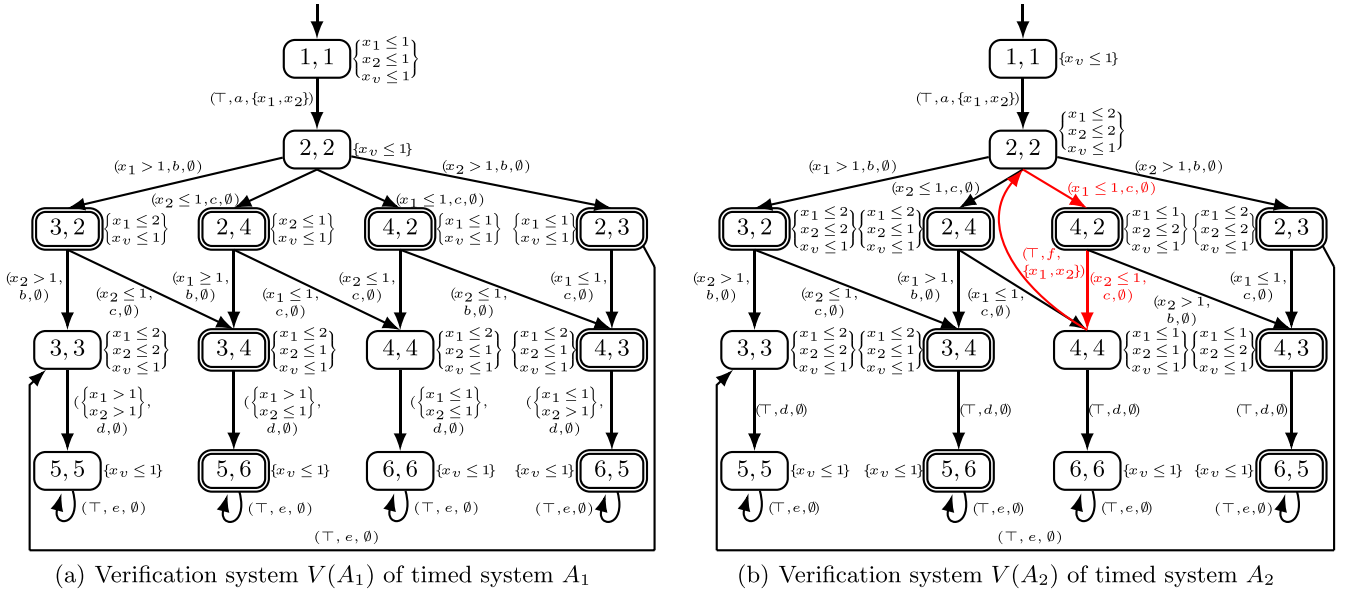 1, 1
{x1 ≤ 1
x2 ≤ 1
xv ≤ 1}
(⊤, a, {x1, x2})
2, 2
{xv ≤ 1}
(x1 > 1, b, ∅)
(x2 ≤ 1, c, ∅)
(x1 ≤ 1, c, ∅)
(x2 > 1, b, ∅)
3, 2
{x1 ≤ 2
xv ≤ 1}
2, 4
{x2 ≤ 1
xv ≤ 1}
4, 2
{x1 ≤ 1
xv ≤ 1}
{x1 ≤ 1
xv ≤ 1}
2, 3
(x2 > 1,
b, ∅)
(x2 ≤ 1,
c, ∅)
(x1 ≥ 1,
b, ∅)
(x1 ≤ 1,
c, ∅)
(x2 ≤ 1,
c, ∅)
(x2 ≤ 1,
b, ∅)
(x1 ≤ 1,
c, ∅)
3, 3
{x1 ≤ 2
x2 ≤ 2
xv ≤ 1}
3, 4
{x1 ≤ 2
x2 ≤ 1
xv ≤ 1}
4, 4
{x1 ≤ 2
x2 ≤ 1
xv ≤ 1}
{x1 ≤ 2
x2 ≤ 1
xv ≤ 1}
4, 3
({x1 > 1
x2 > 1},
d, ∅)
({x1 > 1
x2 ≤ 1},
d, ∅)
({x1 ≤ 1
x2 ≤ 1},
d, ∅)
({x1 ≤ 1
x2 > 1},
d, ∅)
5, 5
{xv ≤ 1}
5, 6
{xv ≤ 1}
6, 6
{xv ≤ 1}
{xv ≤ 1}
6, 5
(⊤, e, ∅)
(⊤, e, ∅)
(⊤, e, ∅)
(⊤, e, ∅)
(⊤, e, ∅)
(a) Verification system V(A1) of timed system A1
1, 1
{xv ≤ 1}
(⊤, a, {x1, x2})
2, 2
{x1 ≤ 2
x2 ≤ 2
xv ≤ 1}
(x1 > 1, b, ∅)
(x2 ≤ 1, c, ∅)
(x1 ≤ 1, c, ∅)
(x2 > 1, b, ∅)
3, 2
{x1 ≤ 2
x2 ≤ 2
xv ≤ 1}
{x1 ≤ 2
x2 ≤ 1
xv ≤ 1}
2, 4
4, 2
{x1 ≤ 1
x2 ≤ 2
xv ≤ 1}
{x1 ≤ 2
x2 ≤ 2
xv ≤ 1}
2, 3
(x2 > 1,
b, ∅)
(x2 ≤ 1,
c, ∅)
(x1 > 1,
b, ∅)
(x1 ≤ 1,
c, ∅)
(⊤, f,
{x1, x2})
(x2 ≤ 1,
c, ∅)
(x2 > 1,
b, ∅)
(x1 ≤ 1,
c, ∅)
3, 3
{x1 ≤ 2
x2 ≤ 2
xv ≤ 1}
{x1 ≤ 2
x2 ≤ 1
xv ≤ 1}
3, 4
4, 4
{x1 ≤ 1
x2 ≤ 1
xv ≤ 1}
{x1 ≤ 1
x2 ≤ 2
xv ≤ 1}
4, 3
(⊤, d, ∅)
(⊤, d, ∅)
(⊤, d, ∅)
(⊤, d, ∅)
5, 5
{xv ≤ 1}
{xv ≤ 1}
5, 6
6, 6
{xv ≤ 1}
{xv ≤ 1}
6, 5
(⊤, e, ∅)
(⊤, e, ∅)
(⊤, e, ∅)
(⊤, e, ∅)
(⊤, e, ∅)
(b) Verification system V(A2) of timed system A2